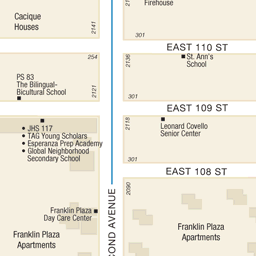 Firehouse
Cacique
Houses
2141
301
EAST 110 ST
254
2136
St. Ann's
School
PS 83
The Bilingual-
Bicultural School
2121
301
EAST 109 ST
2118
JHS 117
TAG Young Scholars
Esperanza Prep Academy
Global Neighborhood
Secondary School
Leonard Covello
Senior Center
301
EAST 108 ST
2090
OND AVENUE
Franklin Plaza
Day Care Center
Franklin Plaza
Apartments
Franklin Plaza
Apartments